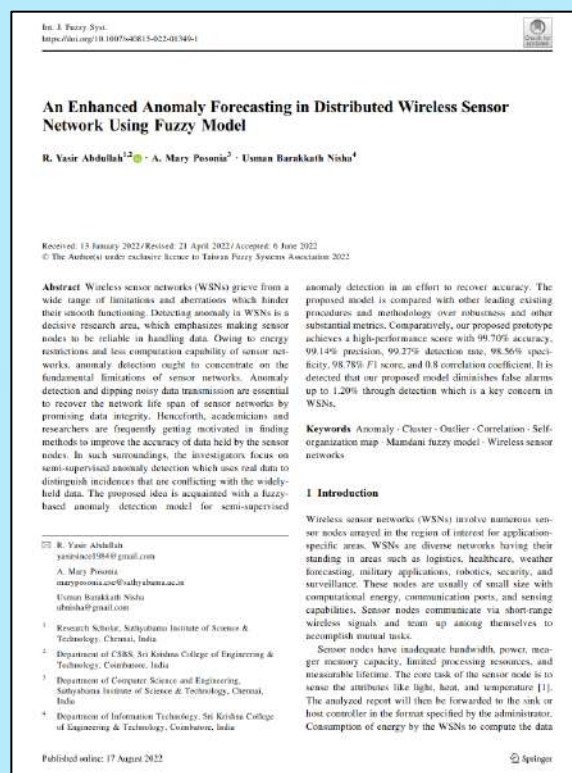 Int. J. Fuzzy Syst.
https://doi.org/10.1007/s40815-022-01349-1
Check for
updates
An Enhanced Anomaly Forecasting in Distributed Wireless Sensor
Network Using Fuzzy Model
R. Yasir Abdullah1,2 · A. Mary Posonia3 · Usman Barakkath Nisha4
Received: 13 January 2022 / Revised: 21 April 2022 / Accepted: 6 June 2022
© The Author(s) under exclusive licence to Taiwan Fuzzy Systems Association 2022
Abstract Wireless sensor networks (WSNs) grieve from a
wide range of limitations and aberrations which hinder
their smooth functioning. Detecting anomaly in WSNs is a
decisive research area, which emphasizes making sensor
nodes to be reliable in handling data. Owing to energy
restrictions and less computation capability of sensor net-
works, anomaly detection ought to concentrate on the
fundamental limitations of sensor networks. Anomaly
detection and dipping noisy data transmission are essential
to recover the network life span of sensor networks by
promising data integrity. Henceforth, academicians and
researchers are frequently getting motivated in finding
methods to improve the accuracy of data held by the sensor
nodes. In such surroundings, the investigators focus on
semi-supervised anomaly detection which uses real data to
distinguish incidences that are conflicting with the widely-
held data. The proposed idea is acquainted with a fuzzy-
based anomaly detection model for semi-supervised
✉ R. Yasir Abdullah
yasirsince1984@gmail.com
A. Mary Posonia
maryposonia.cse@sathyabama.ac.in
Usman Barakkath Nisha
ubnisha@gmail.com
1 Research Scholar, Sathyabama Institute of Science &
Technology, Chennai, India
2 Department of CSBS, Sri Krishna College of Engineering &
Technology, Coimbatore, India
3 Department of Computer Science and Engineering,
Sathyabama Institute of Science & Technology, Chennai,
India
4 Department of Information Technology, Sri Krishna College
of Engineering & Technology, Coimbatore, India
anomaly detection in an effort to recover accuracy. The
proposed model is compared with other leading existing
procedures and methodology over robustness and other
substantial metrics. Comparatively, our proposed prototype
achieves a high-performance score with 99.70% accuracy,
99.14% precision, 99.27% detection rate, 98.56% speci-
ficity, 98.78% F1 score, and 0.8 correlation coefficient. It is
detected that our proposed model diminishes false alarms
up to 1.20% through detection which is a key concern in
WSNs.
Keywords Anomaly · Cluster · Outlier · Correlation · Self-
organization map · Mamdani fuzzy model · Wireless sensor
networks
1 Introduction
Wireless sensor networks (WSNs) involve numerous sen-
sor nodes arrayed in the region of interest for application-
specific areas. WSNs are diverse networks having their
standing in areas such as logistics, healthcare, weather
forecasting, military applications, robotics, security, and
surveillance. These nodes are usually of small size with
computational energy, communication ports, and sensing
capabilities. Sensor nodes communicate via short-range
wireless signals and team up among themselves to
accomplish mutual tasks.
Sensor nodes have inadequate bandwidth, power, mea-
ger memory capacity, limited processing resources, and
measurable lifetime. The core task of the sensor node is to
sense the attributes like light, heat, and temperature [1].
The analyzed report will then be forwarded to the sink or
host controller in the format specified by the administrator.
Consumption of energy by the WSNs to compute the data
Published online: 17 August 2022
Springer